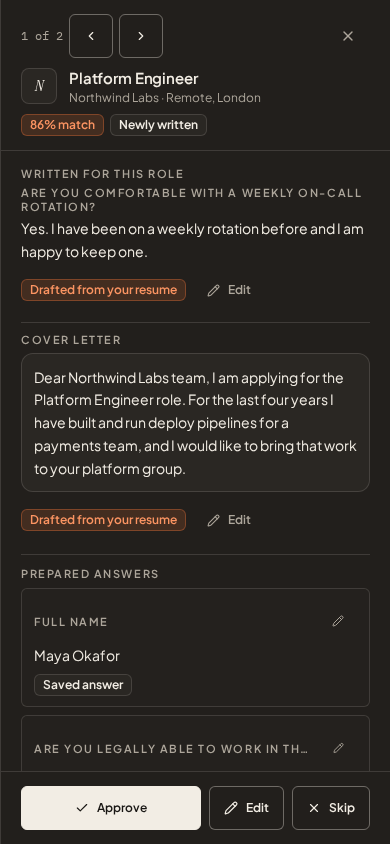 1 of 2
N
Platform Engineer
Northwind Labs · Remote, London
86% match
Newly written
WRITTEN FOR THIS ROLE
ARE YOU COMFORTABLE WITH A WEEKLY ON-CALL
ROTATION?
Yes. I have been on a weekly rotation before and I am
happy to keep one.
Drafted from your resume
Edit
COVER LETTER
Dear Northwind Labs team, I am applying for the
Platform Engineer role. For the last four years I
have built and run deploy pipelines for a
payments team, and I would like to bring that work
to your platform group.
Drafted from your resume
Edit
PREPARED ANSWERS
FULL NAME
Maya Okafor
Saved answer
ARE YOU LEGALLY ABLE TO WORK IN TH…
Approve
Edit
Skip